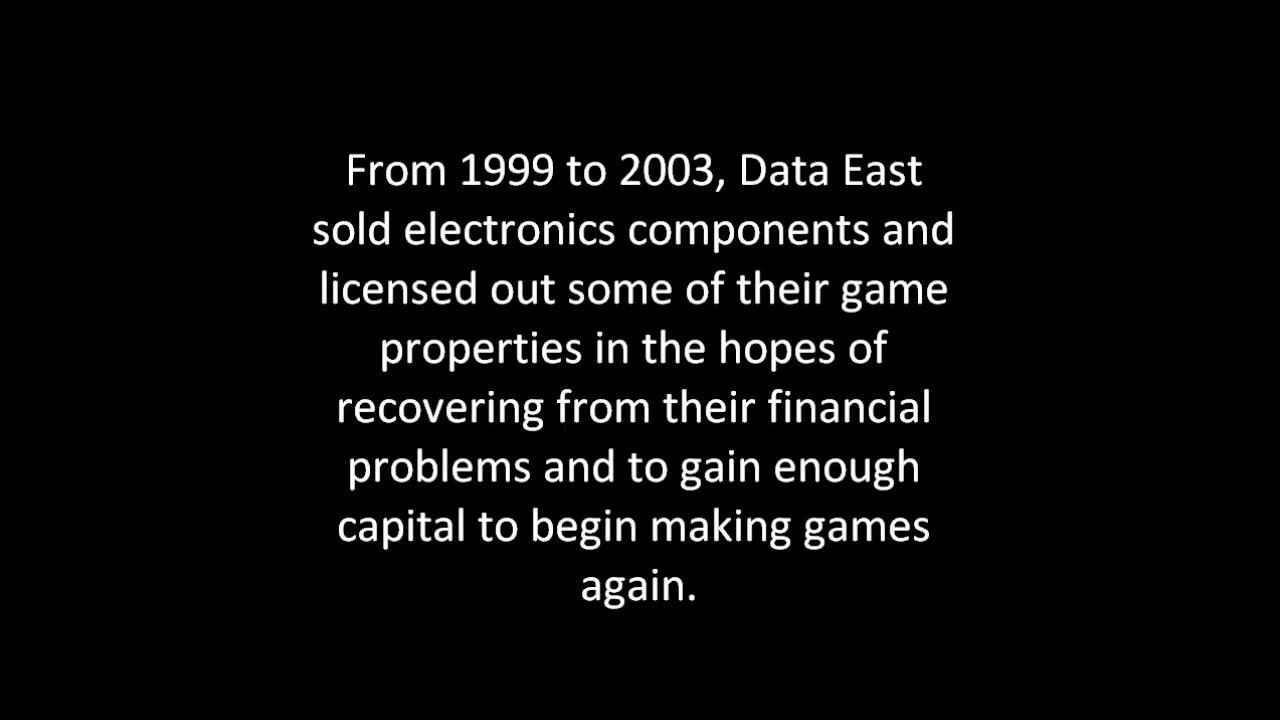 From 1999 to 2003, Data East
sold electronics components and
licensed out some of their game
properties in the hopes of
recovering from their financial
problems and to gain enough
capital to begin making games
again.